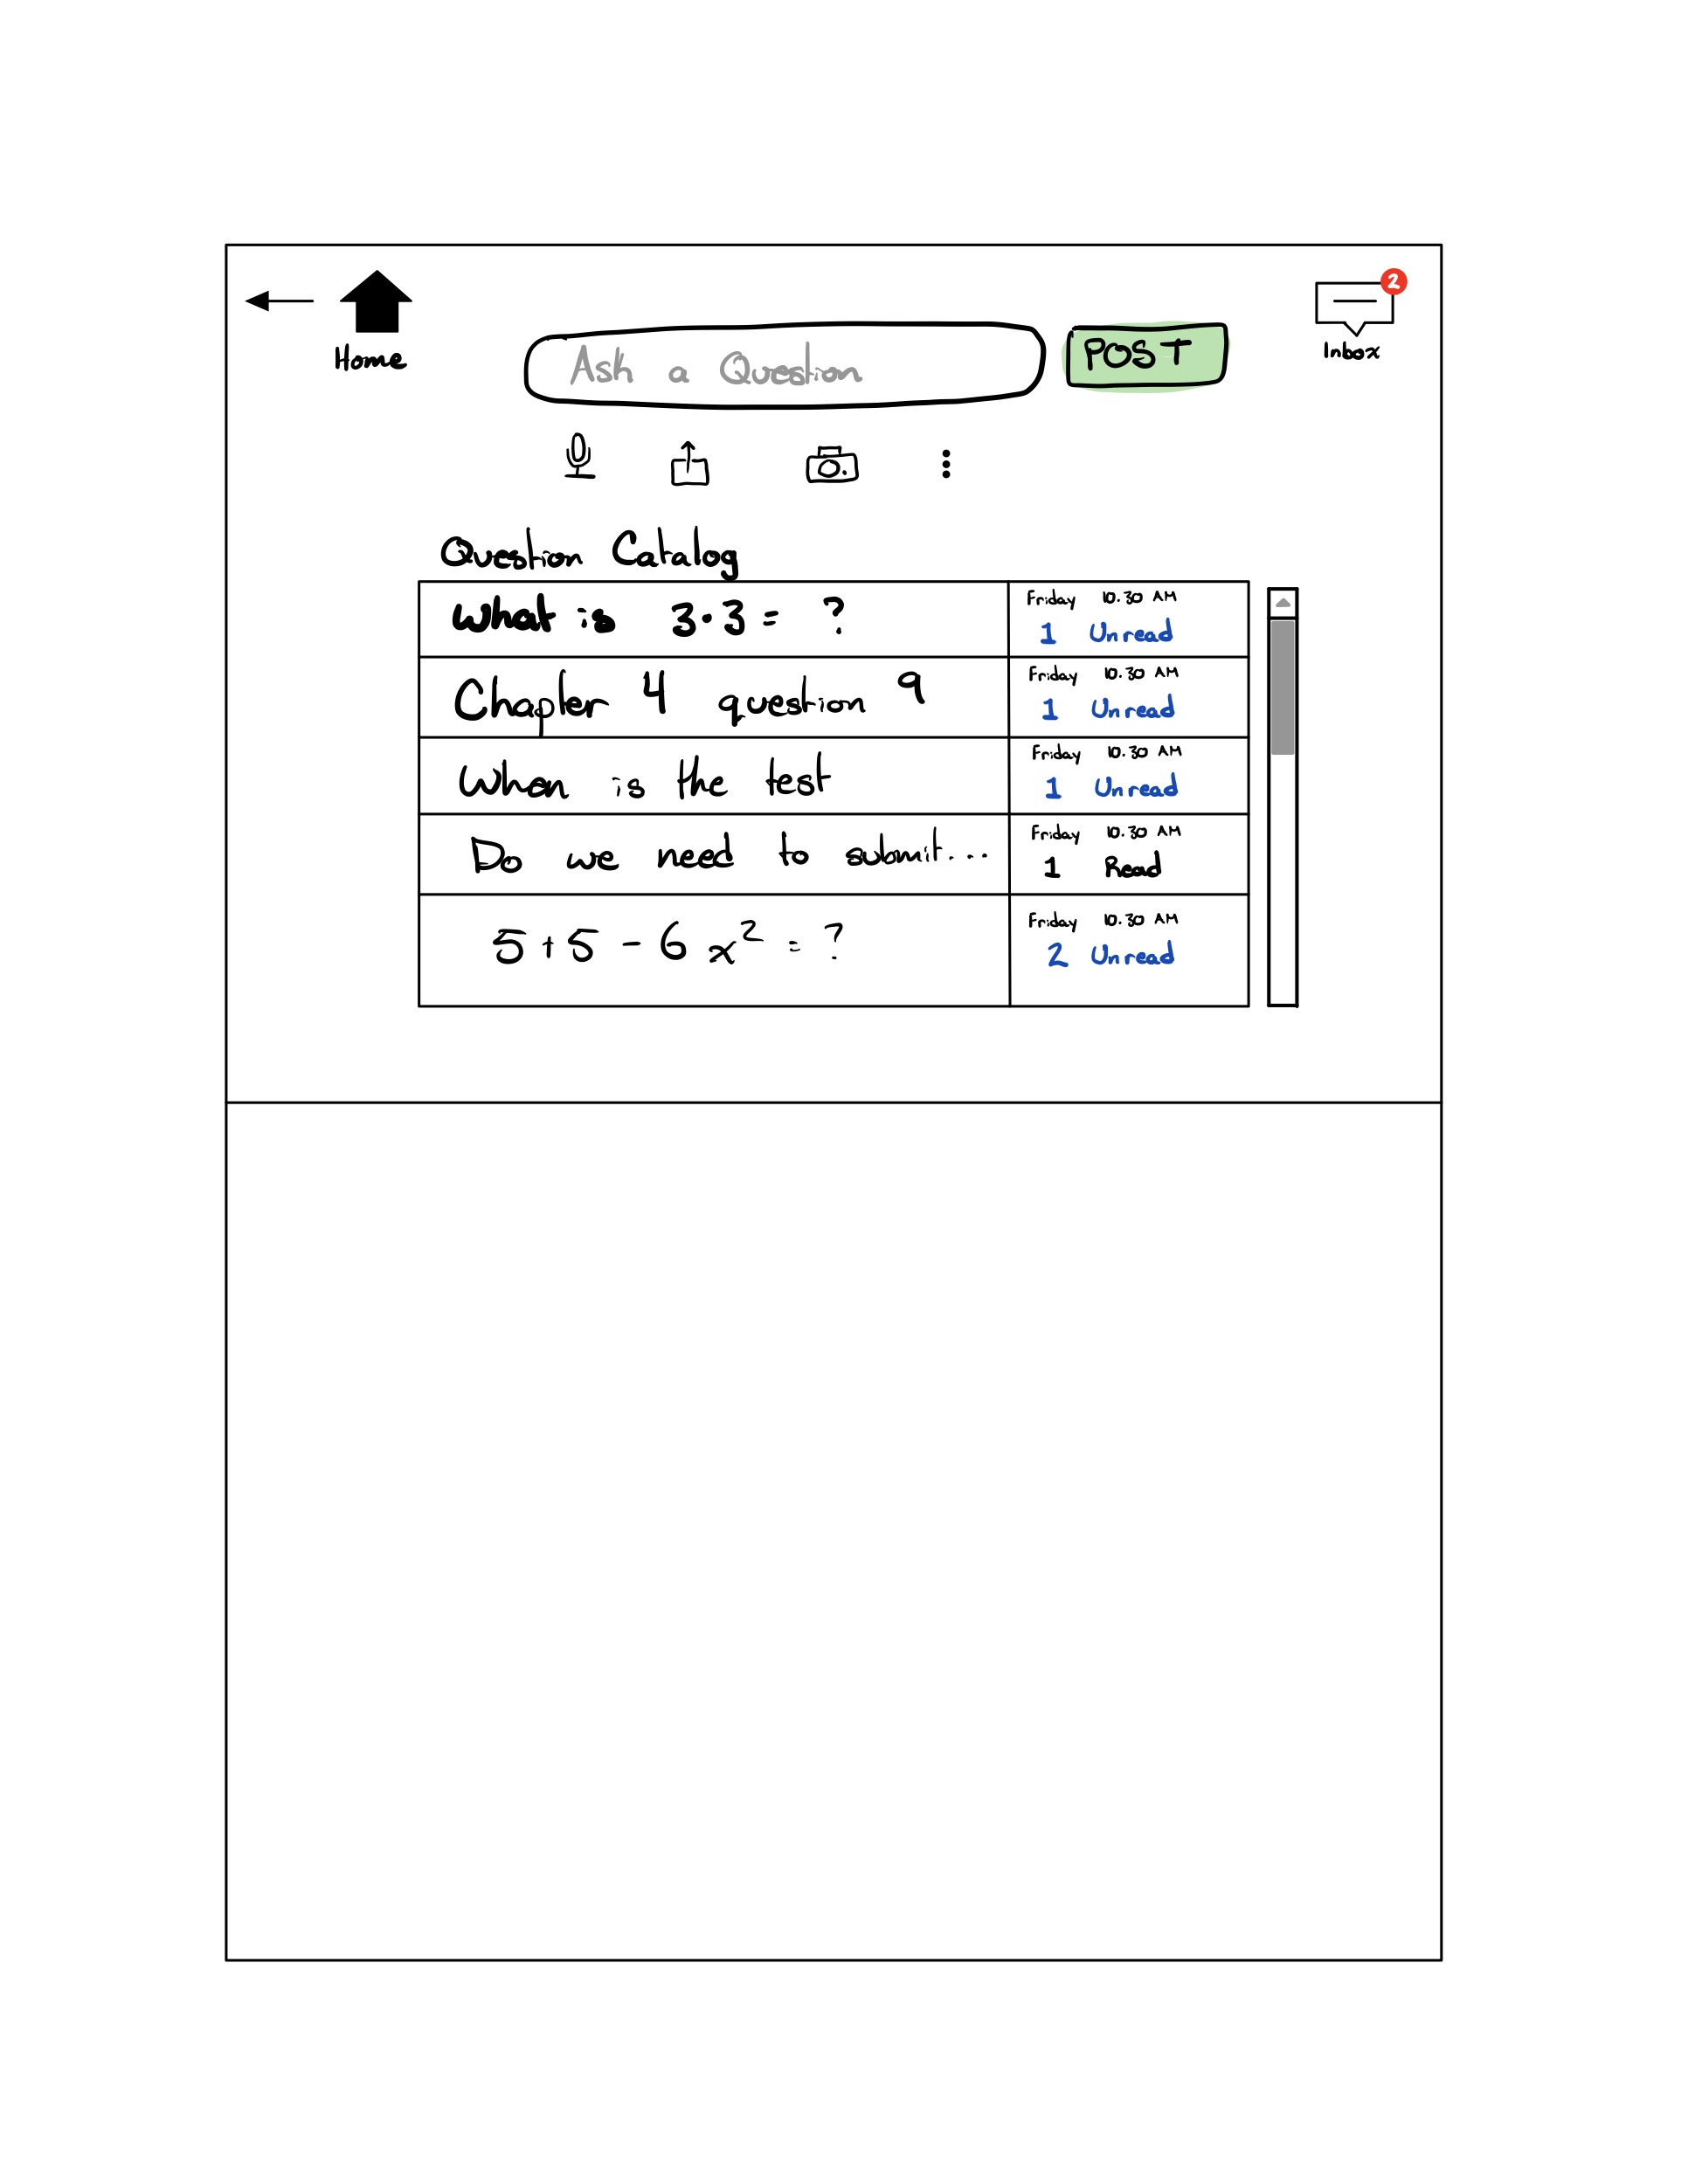 2
Home
Inbox
Ask a Question
POST
Question Catalog
What is 3·3 = ?
Friday 10.30 AM
1 Unread
Chapter 4 question 9
Friday 10.30 AM
1 Unread
When is the test
Friday 10.30 AM
1 Unread
Do we need to submit...
Friday 10.30 AM
1 Read
5+5-6x² = ?
Friday 10.30 AM
2 Unread